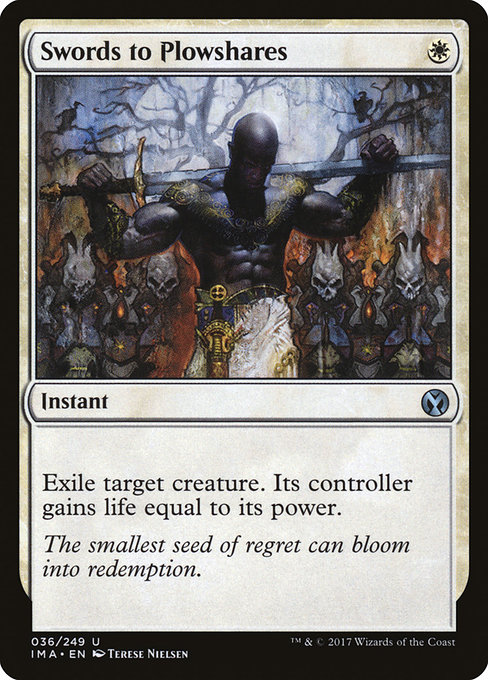 Swords to Plowshares
Instant
Exile target creature. Its controller
gains life equal to its power.
The smallest seed of regret can bloom
into redemption.
036/249 U
IMA • EN Terese Nielsen
™ & © 2017 Wizards of the Coast